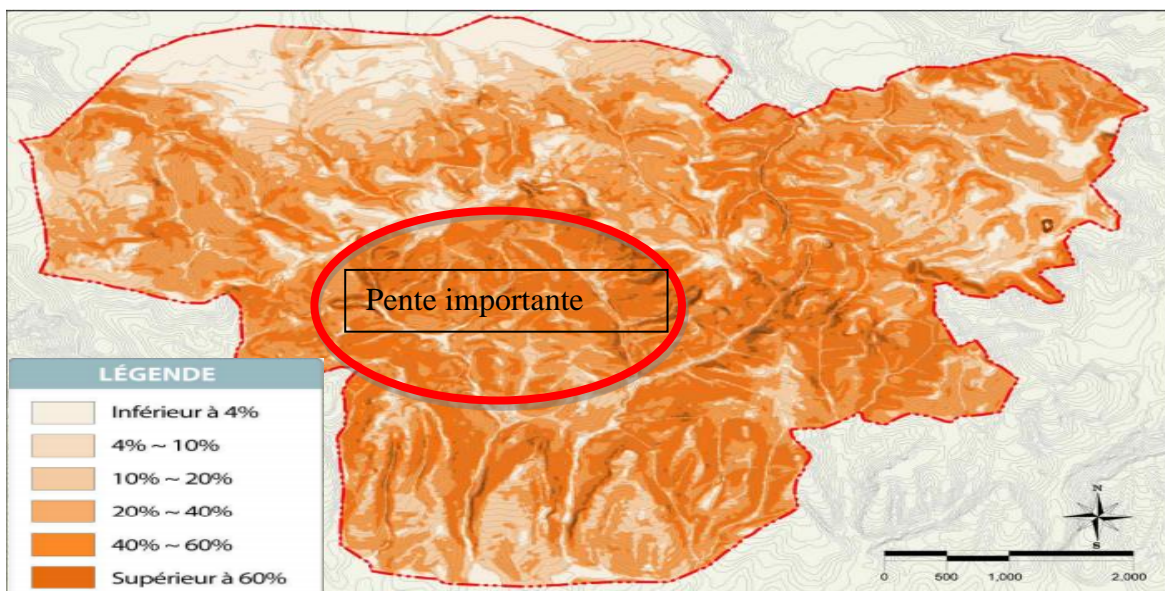 Pente importante
LÉGENDE
Inférieur à 4%
4% ~ 10%
10% ~ 20%
20% ~ 40%
40% ~ 60%
Supérieur à 60%
N
S
0 500 1,000 2.000